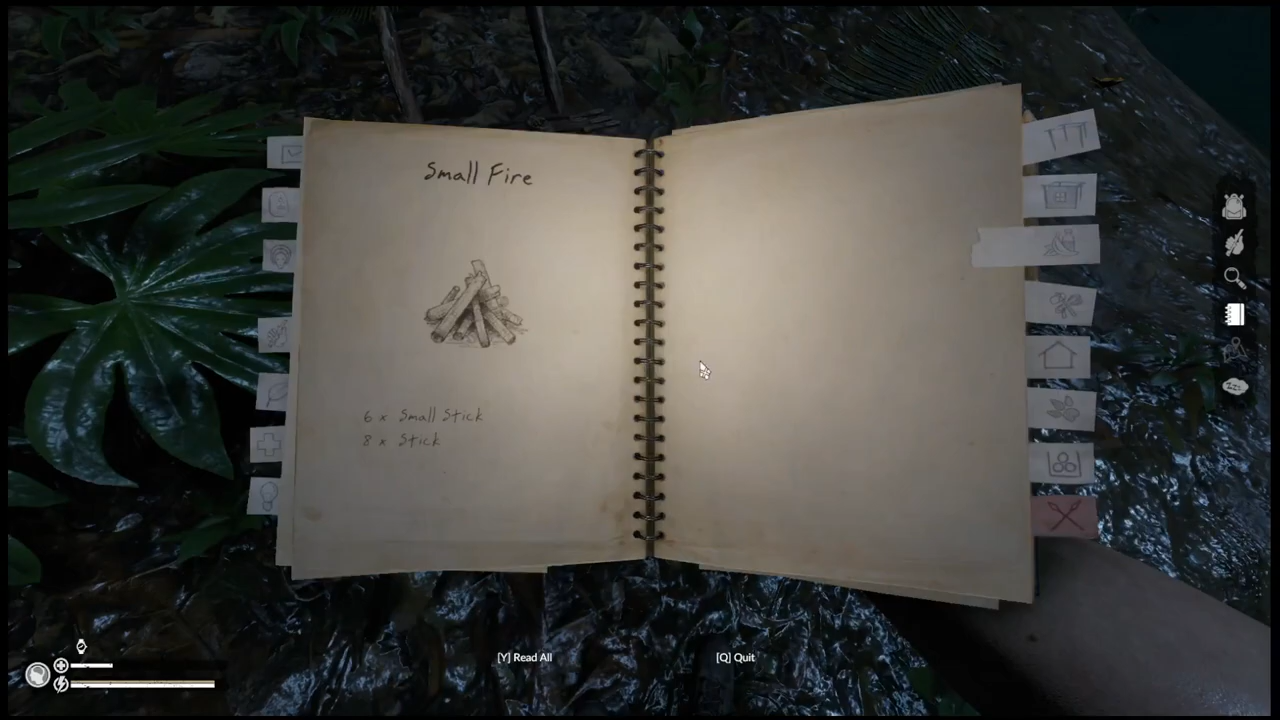 Small Fire
6 x Small Stick
8 x Stick
[Y] Read All
[Q] Quit